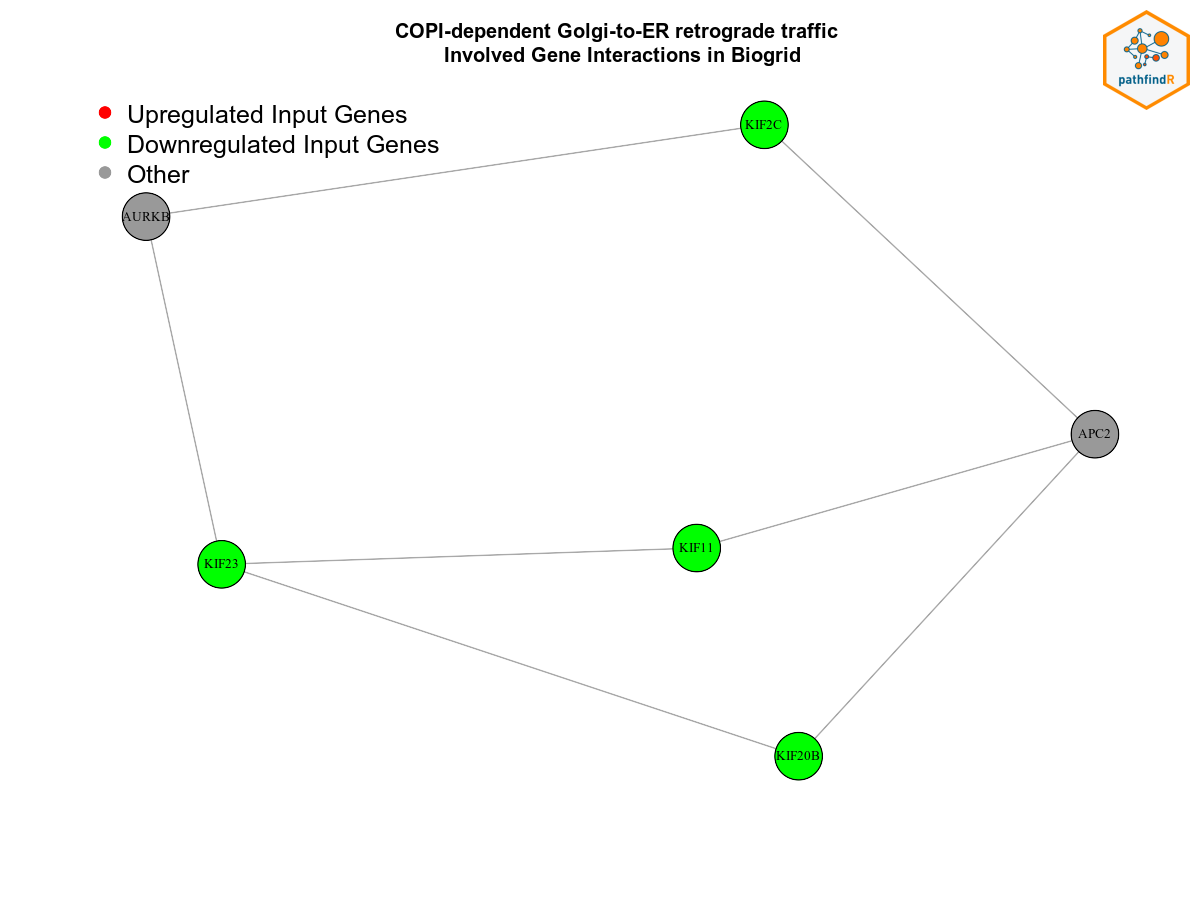 COPI-dependent Golgi-to-ER retrograde traffic
Involved Gene Interactions in Biogrid
pathfindR
Upregulated Input Genes
Downregulated Input Genes
Other
KIF2C
AURKB
APC2
KIF11
KIF23
KIF20B